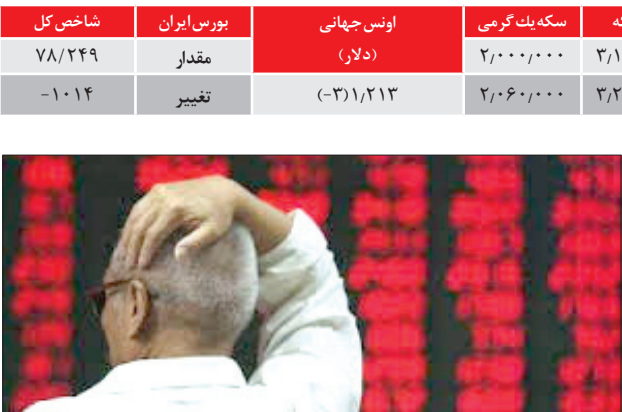 سکه یک گرمی اونس جهانی بورس ایران شاخص کل
۲,۰۰۰,۰۰۰ (دلار) مقدار ۷۸/۲۴۹
۲,۰۶۰,۰۰۰ ۱,۲۱۳(۳-) تغییر -۱۰۱۴